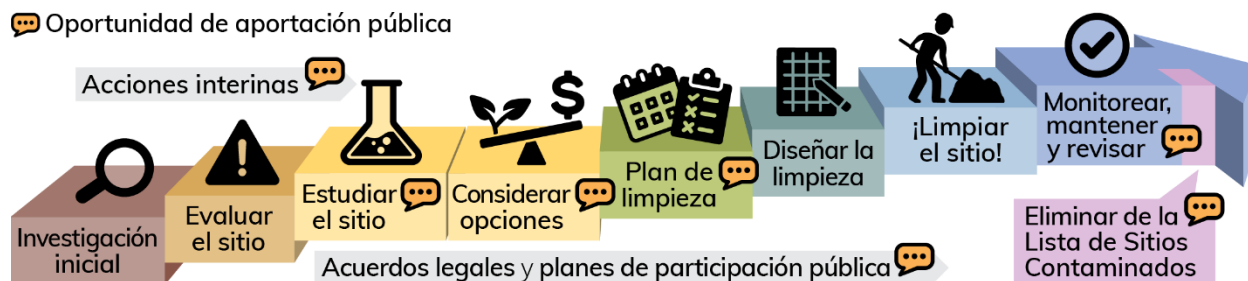 Oportunidad de aportación pública
Acciones interinas
Investigación
inicial
Evaluar
el sitio
Estudiar
el sitio
$
Considerar
opciones
Plan de
limpieza
Diseñar la
limpieza
¡Limpiar
el sitio!
Monitorear,
mantener
y revisar
Eliminar de la
Lista de Sitios
Contaminados
Acuerdos legales y planes de participación pública